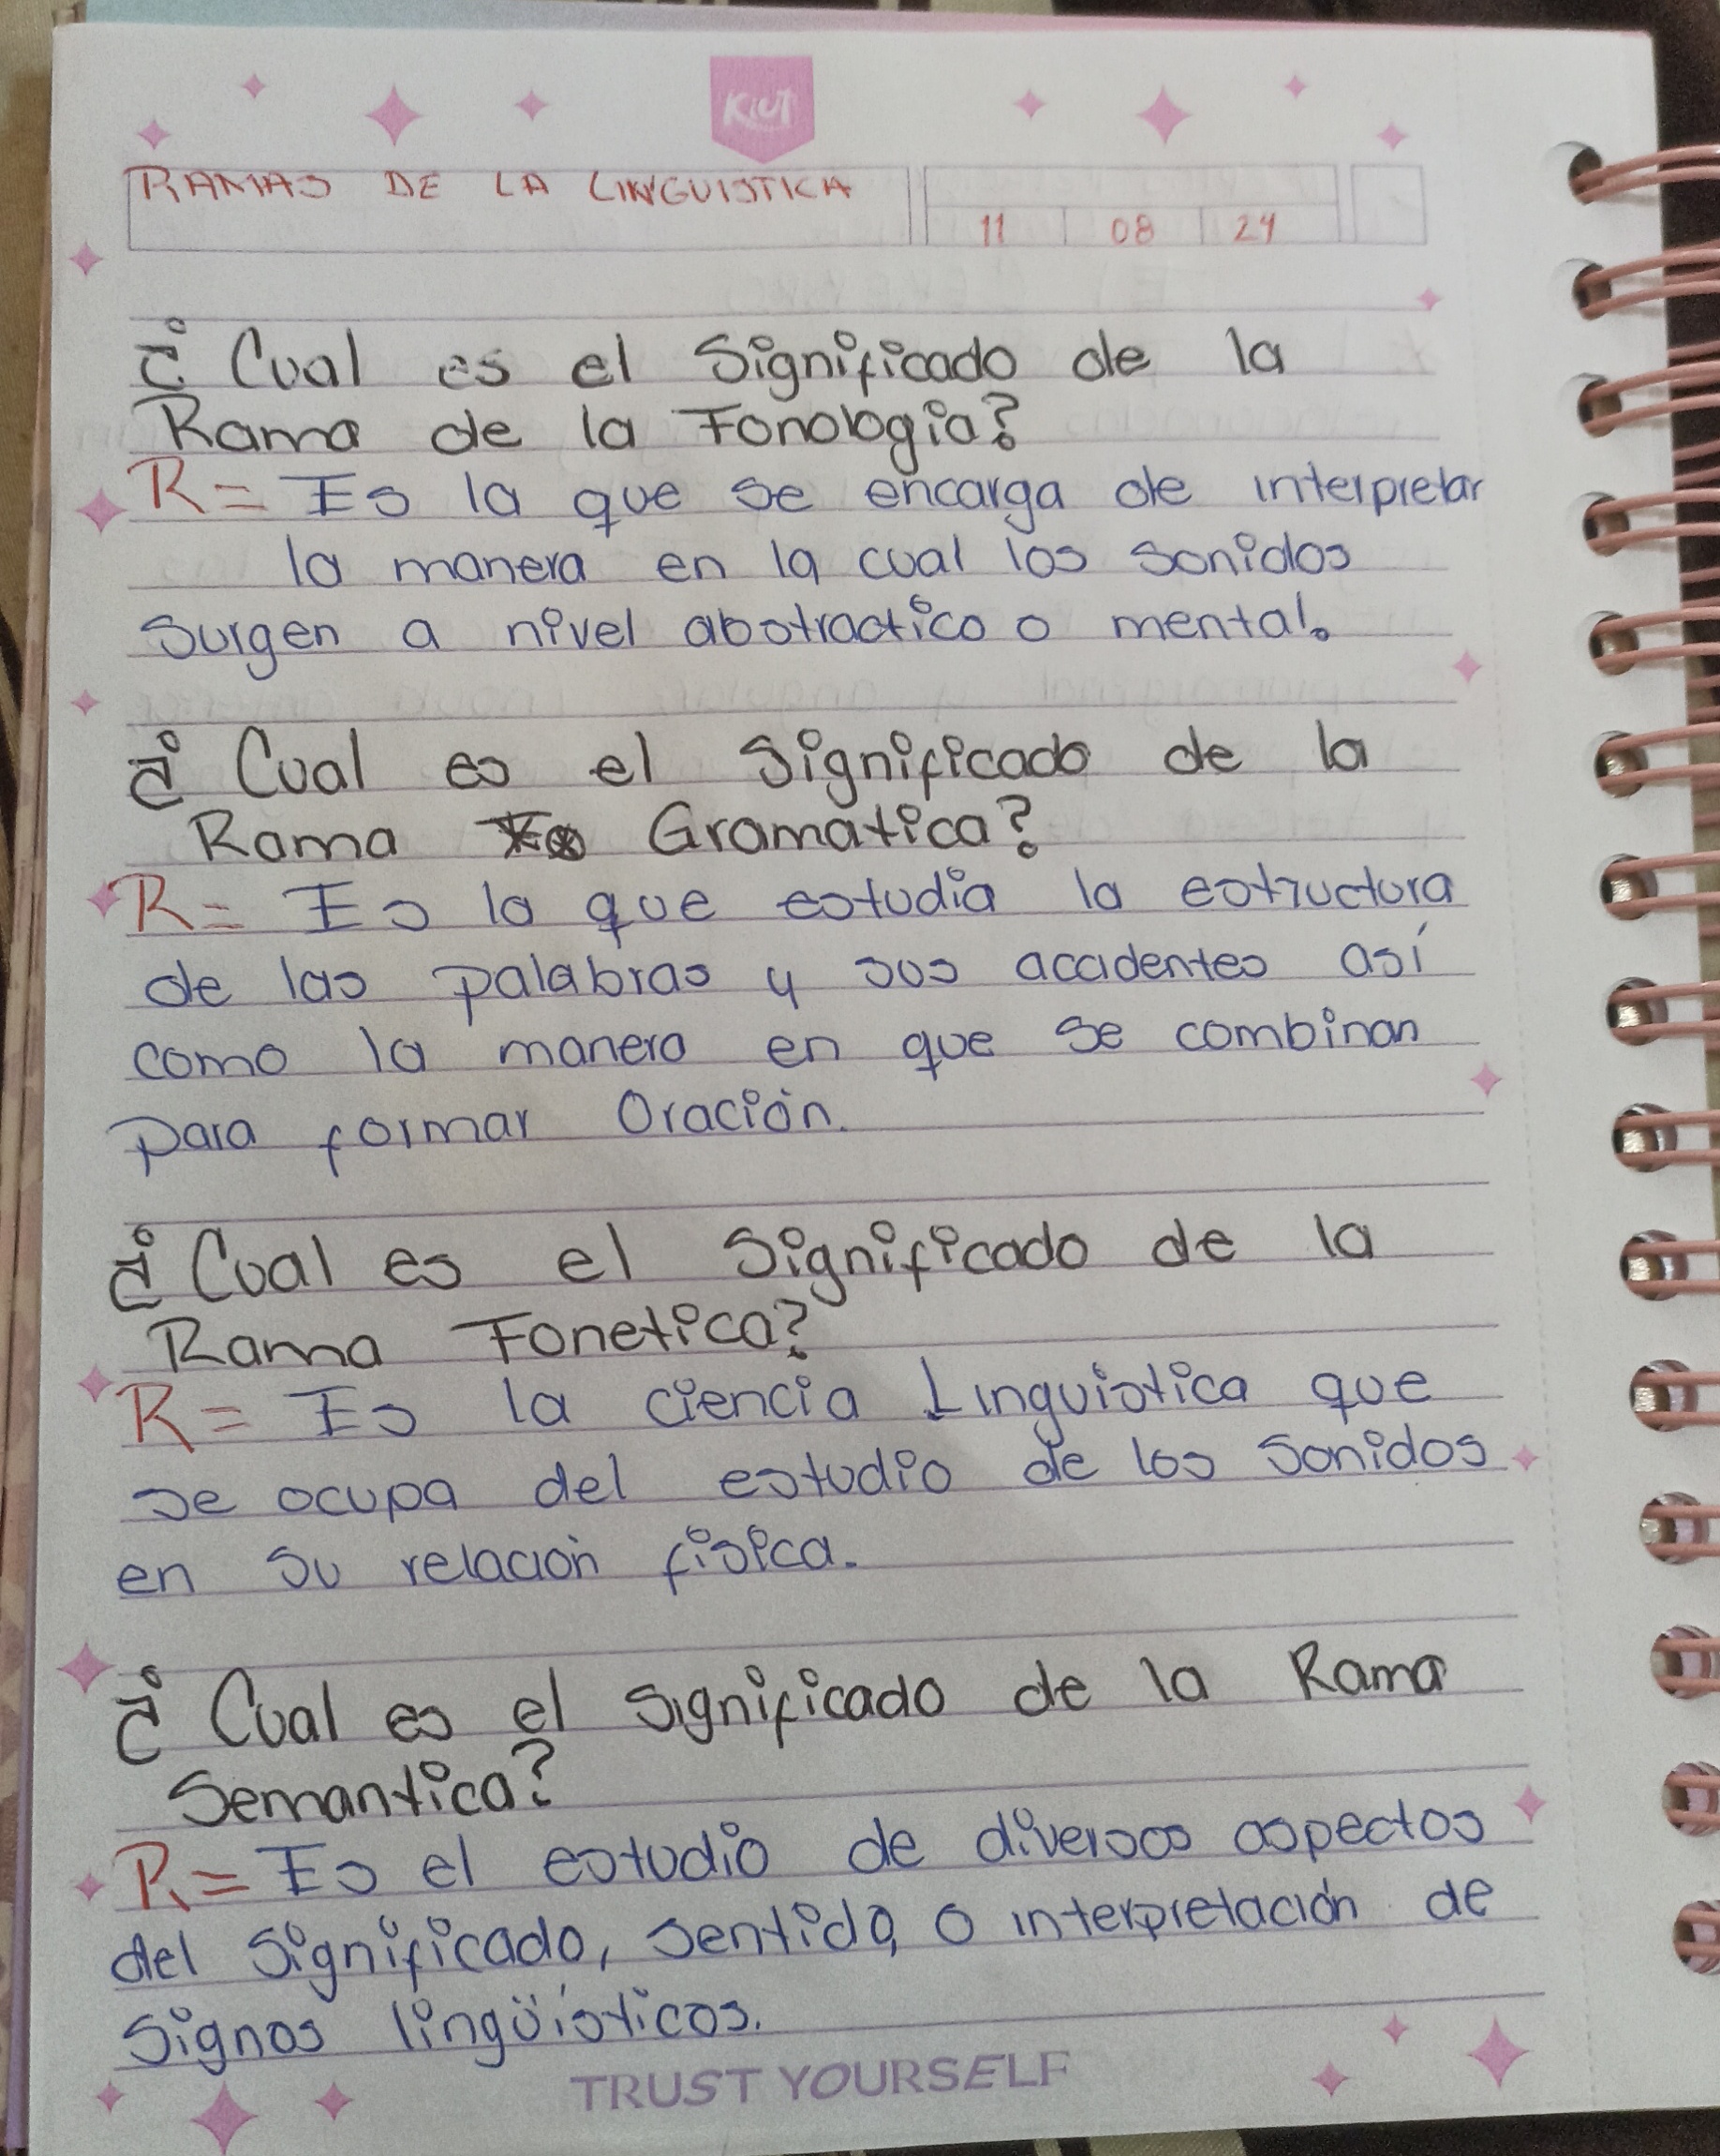 KIUT
RAMAS DE LA LINGUISTICA
11 08 24
¿ Cual es el Significado de la
Rama de la Fonologia?
R= Es la que se encarga de interpretar
la manera en la cual los sonidos
surgen a nivel abstractico o mental.
¿ Cual es el Significado de la
Rama Gramatica?
R= Es la que estudia la estructura
de las palabras y sus accidentes así
como la manera en que se combinan
para formar Oración.
¿ Cual es el Significado de la
Rama Fonetica?
R= Es la ciencia Linguistica que
se ocupa del estudio de los Sonidos
en su relación fisica.
¿ Cual es el significado de la Rama
Semantica?
R= Es el estudio de diversos aspectos
del Significado, sentido, o interpretación de
Signos lingüísticos.
TRUST YOURSELF